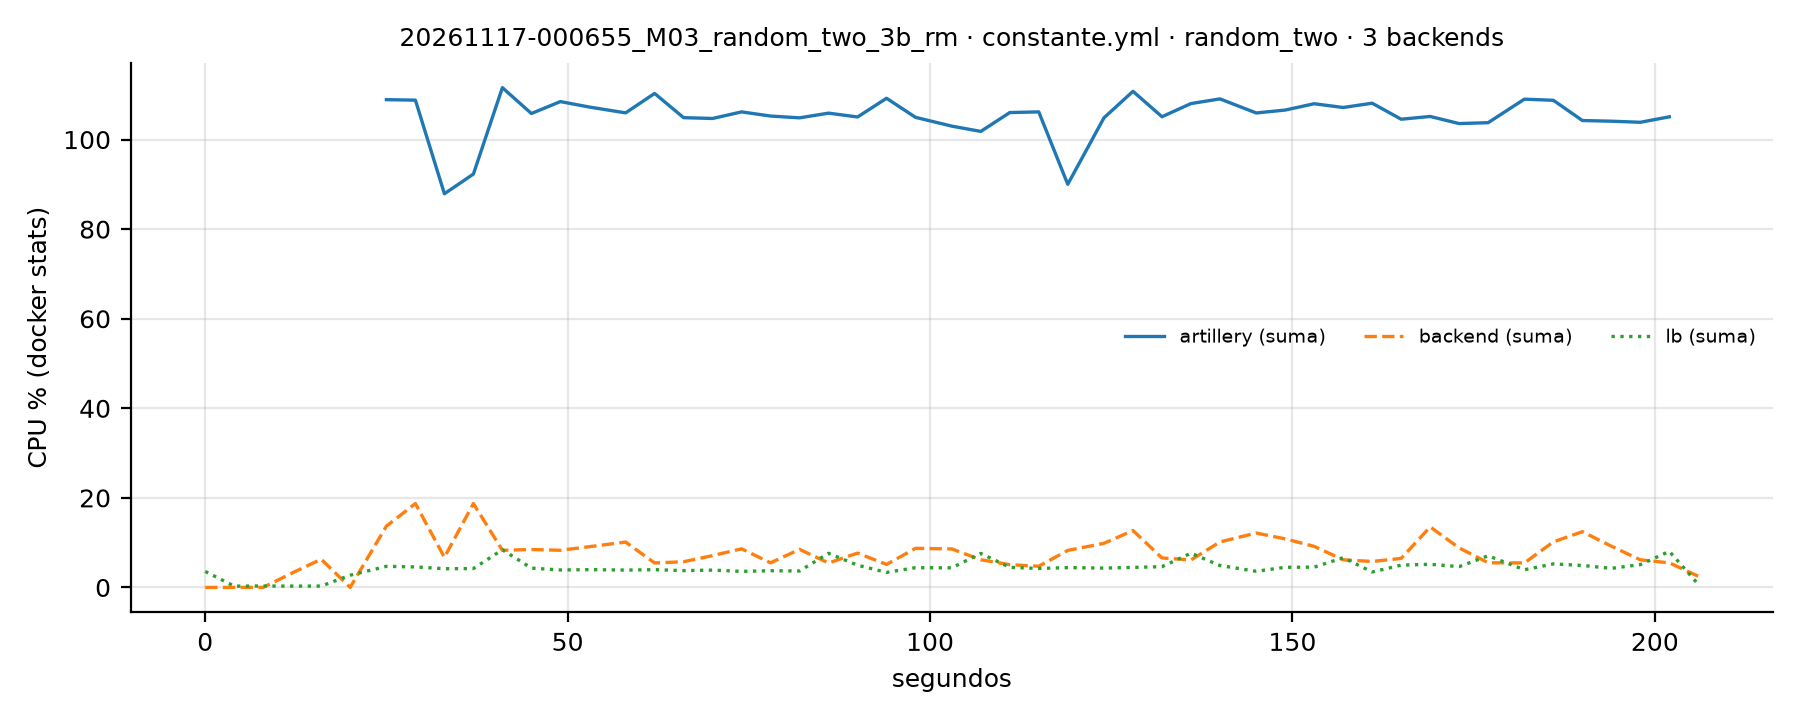 20261117-000655_M03_random_two_3b_rm · constante.yml · random_two · 3 backends
CPU % (docker stats)
100
80
60
40
20
0
artillery (suma) backend (suma) lb (suma)
0 50 100 150 200
segundos